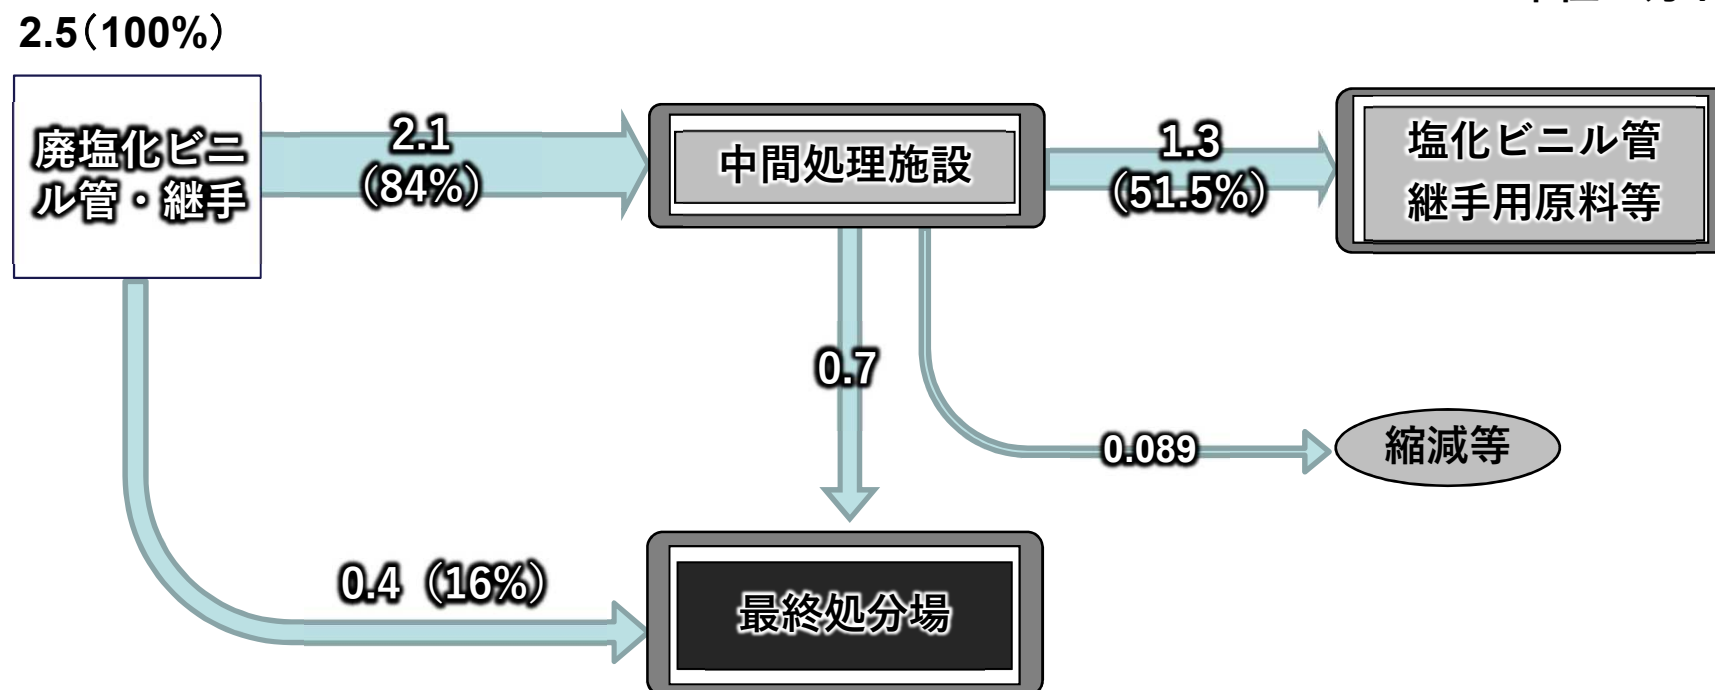 2.5（100%）
廃塩化ビニ
ル管・継手
2.1
（84%）
中間処理施設
1.3
（51.5%）
塩化ビニル管
継手用原料等
0.7
0.089
縮減等
0.4（16%）
最終処分場